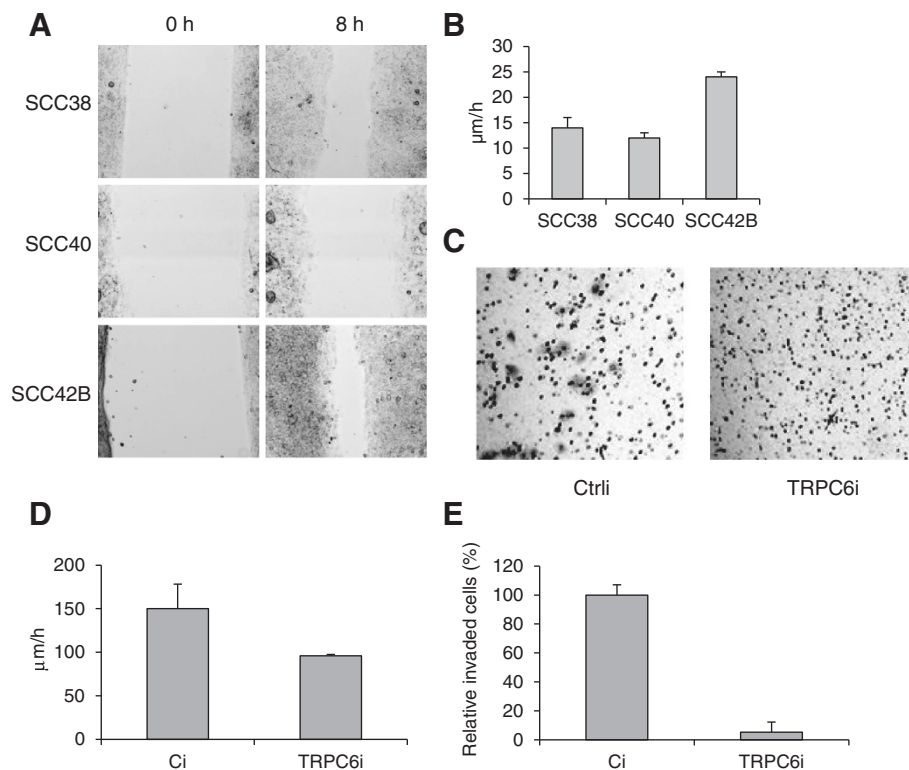 A
0 h
8 h
SCC38
SCC40
SCC42B
B
µm/h
30
25
20
15
10
5
0
SCC38
SCC40
SCC42B
C
Ctrli
TRPC6i
D
µm/h
200
150
100
50
0
Ci
TRPC6i
E
Relative invaded cells (%)
120
100
80
60
40
20
0
Ci
TRPC6i